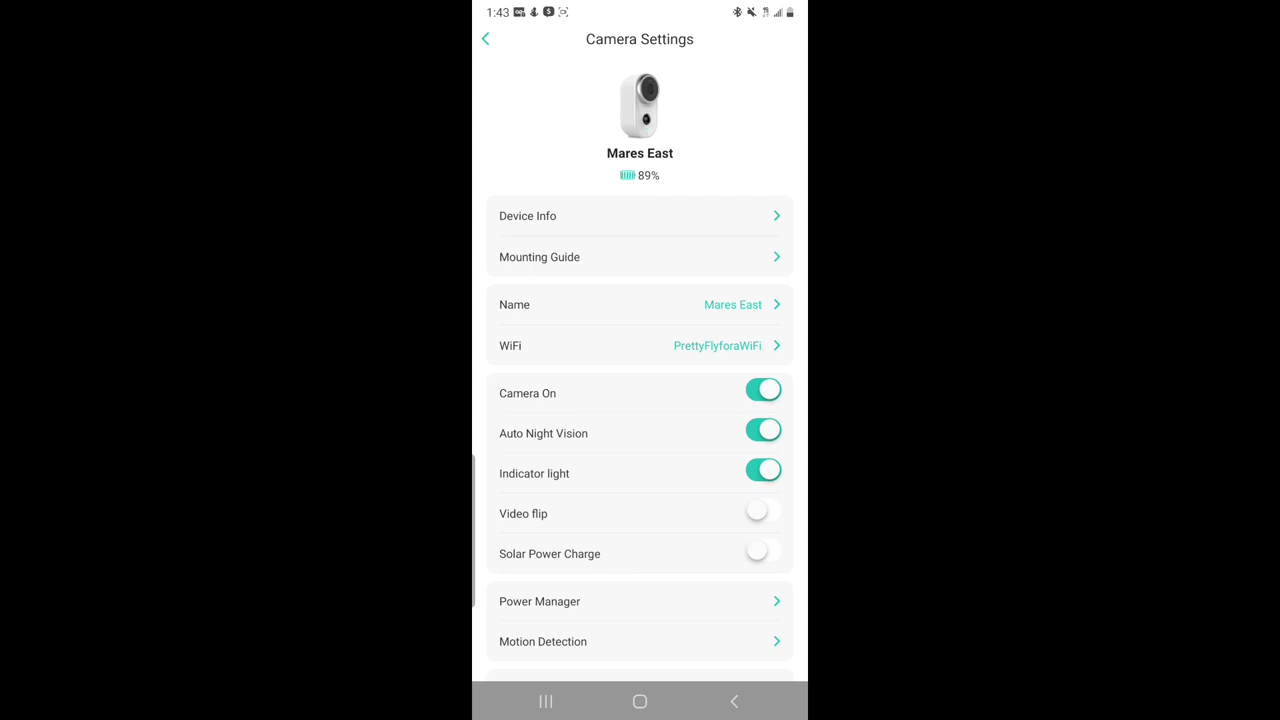 1:43
Camera Settings
Mares East
89%
Device Info
Mounting Guide
Name Mares East
WiFi PrettyFlyforaWiFi
Camera On
Auto Night Vision
Indicator light
Video flip
Solar Power Charge
Power Manager
Motion Detection